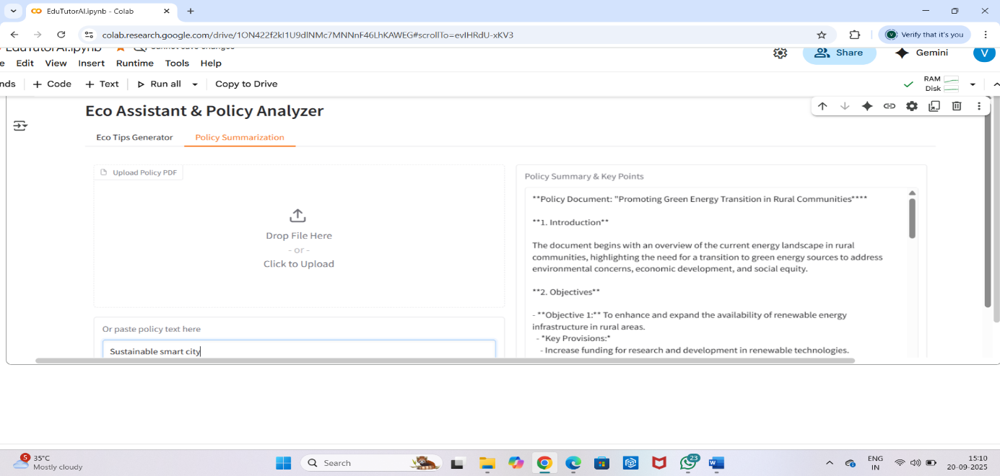 EduTutorAI.ipynb - Colab
colab.research.google.com/drive/1ON422f2kI1U9dlNMc7MNNnF46LhKAWEG#scrollTo=evIHRdU-xKV3
Verify that it's you
EduTutorAI.ipynb
Cannot save changes
Edit View Insert Runtime Tools Help
Share
Gemini
V
nds
+ Code + Text
Run all
Copy to Drive
RAM
Disk
Eco Assistant & Policy Analyzer
Eco Tips Generator
Policy Summarization
Upload Policy PDF
Drop File Here
- or -
Click to Upload
Or paste policy text here
Sustainable smart city
Policy Summary & Key Points
**Policy Document: "Promoting Green Energy Transition in Rural Communities****
**1. Introduction**
The document begins with an overview of the current energy landscape in rural
communities, highlighting the need for a transition to green energy sources to address
environmental concerns, economic development, and social equity.
**2. Objectives**
- **Objective 1:** To enhance and expand the availability of renewable energy
infrastructure in rural areas.
- *Key Provisions:*
- Increase funding for research and development in renewable technologies.
5
35°C
Mostly cloudy
Search
23
ENG
IN
15:10
20-09-2025